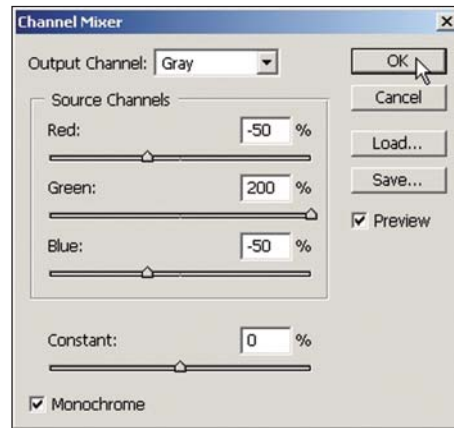 Channel Mixer
Output Channel: Gray
OK
Cancel
Load...
Save...
Preview
Source Channels
Red: -50 %
Green: 200 %
Blue: -50 %
Constant: 0 %
Monochrome